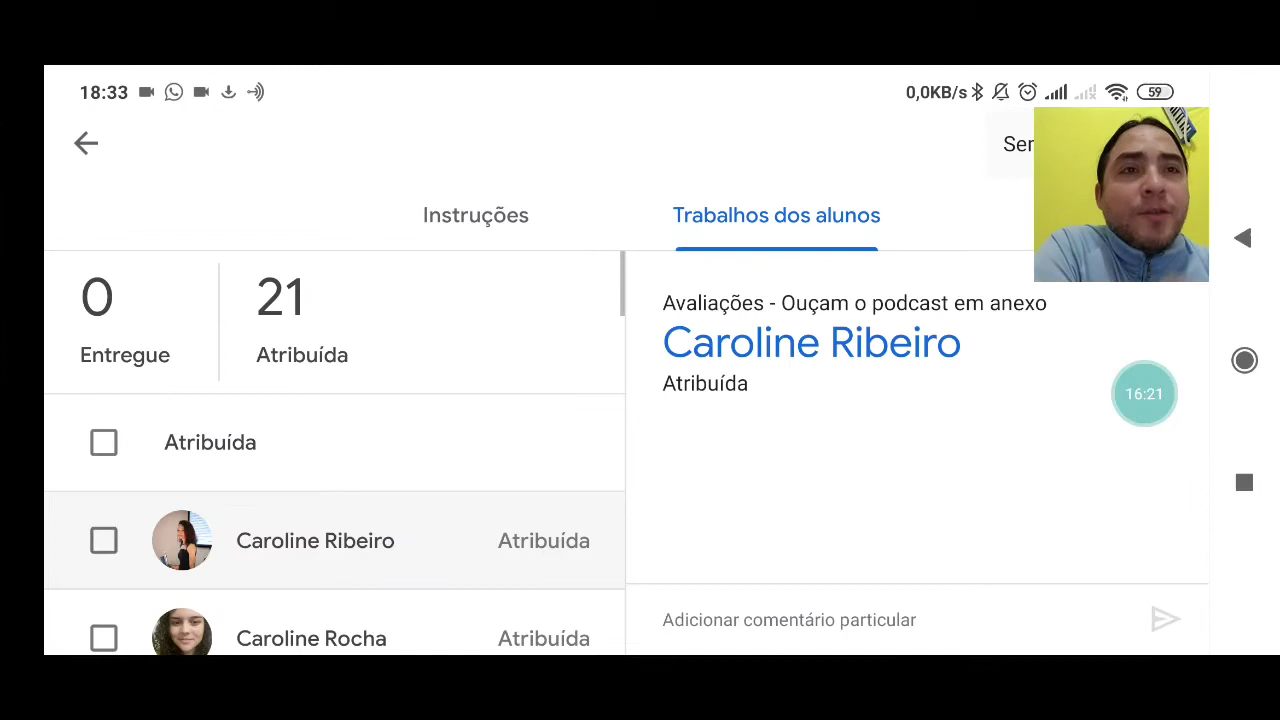 18:33
0,0KB/s
59
Ser
Instruções
Trabalhos dos alunos
0
21
Entregue
Atribuída
Avaliações - Ouçam o podcast em anexo
Caroline Ribeiro
Atribuída
16:21
Atribuída
Caroline Ribeiro
Atribuída
Caroline Rocha
Atribuída
Adicionar comentário particular